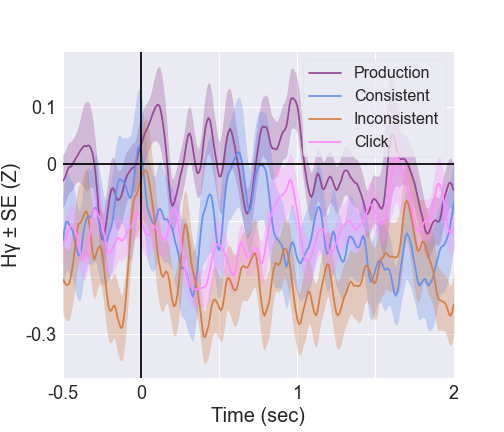 Production
Consistent
Inconsistent
Click
0.1
0
-0.3
Hγ ± SE (Z)
-0.5
0
1
2
Time (sec)